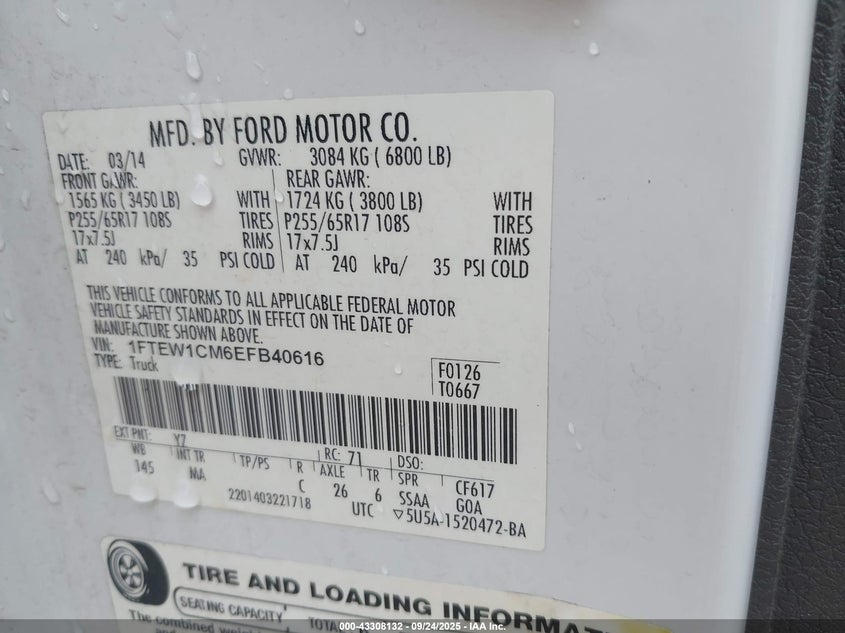 MFD. BY FORD MOTOR CO.
DATE: 03/14 GVWR: 3084 KG ( 6800 LB)
FRONT GAWR: REAR GAWR:
1565 KG ( 3450 LB) WITH 1724 KG ( 3800 LB) WITH
P255/65R17 108S TIRES P255/65R17 108S TIRES
17x7.5J RIMS 17x7.5J RIMS
AT 240 kPa/ 35 PSI COLD AT 240 kPa/ 35 PSI COLD
THIS VEHICLE CONFORMS TO ALL APPLICABLE FEDERAL MOTOR
VEHICLE SAFETY STANDARDS IN EFFECT ON THE DATE OF
MANUFACTURE SHOWN ABOVE.
VIN: 1FTEW1CM6EFB40616
TYPE: Truck
F0126
T0667
EXT PNT: YZ RC: 71 DSO:
WB INT TR TP/PS R AXLE TR SPR CF617
145 MA C 26 6 SSAA GOA
2201403221718 UTC ▽5U5A-1520472-BA
TIRE AND LOADING INFORMAT
SEATING CAPACITY TOTA
The combined
© 000-43308132 - 09/24/2025 - IAA Inc.